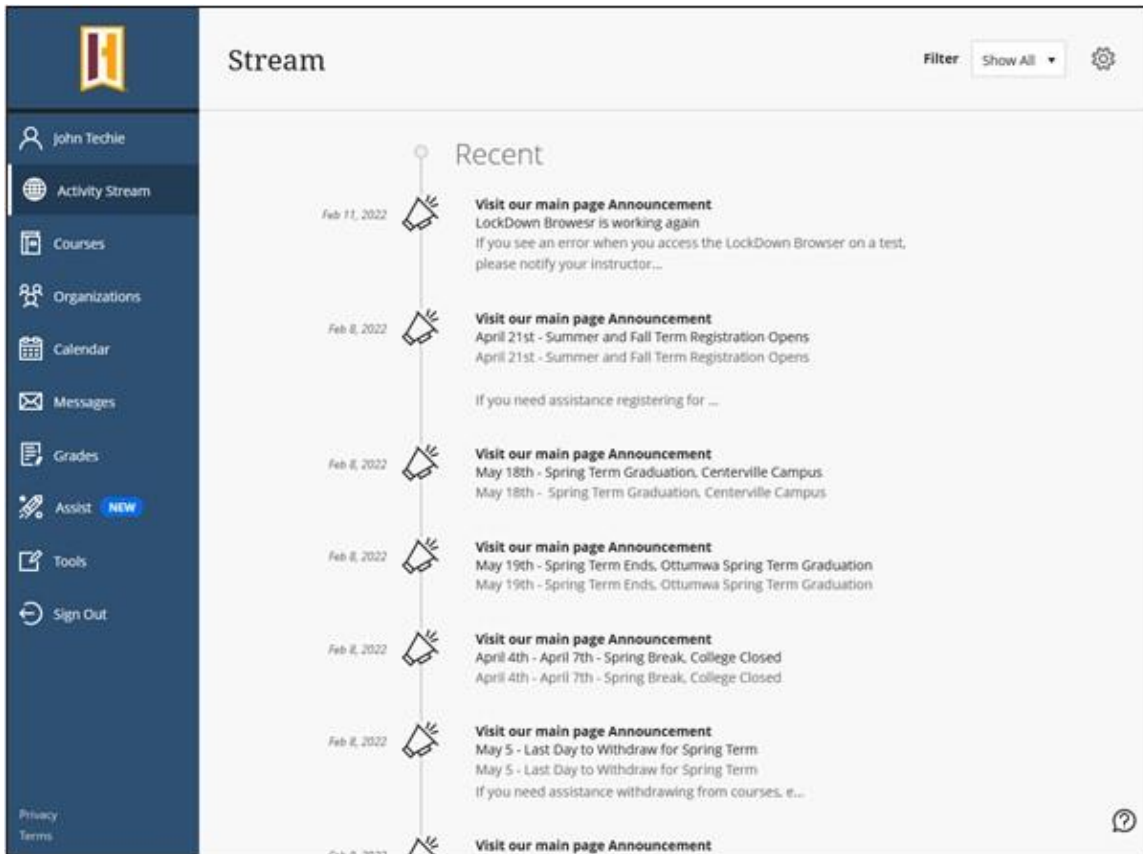 Stream
Filter
Show All
John Techie
Activity Stream
Courses
Organizations
Calendar
Messages
Grades
Assist NEW
Tools
Sign Out
Privacy
Terms
Recent
Feb 11, 2022
Visit our main page Announcement
LockDown Browesr is working again
If you see an error when you access the LockDown Browser on a test,
please notify your instructor...
Feb 8, 2022
Visit our main page Announcement
April 21st - Summer and Fall Term Registration Opens
April 21st - Summer and Fall Term Registration Opens
If you need assistance registering for ...
Feb 8, 2022
Visit our main page Announcement
May 18th - Spring Term Graduation, Centerville Campus
May 18th - Spring Term Graduation, Centerville Campus
Feb 8, 2022
Visit our main page Announcement
May 19th - Spring Term Ends, Ottumwa Spring Term Graduation
May 19th - Spring Term Ends, Ottumwa Spring Term Graduation
Feb 8, 2022
Visit our main page Announcement
April 4th - April 7th - Spring Break, College Closed
April 4th - April 7th - Spring Break, College Closed
Feb 8, 2022
Visit our main page Announcement
May 5 - Last Day to Withdraw for Spring Term
May 5 - Last Day to Withdraw for Spring Term
If you need assistance withdrawing from courses, e...
Visit our main page Announcement